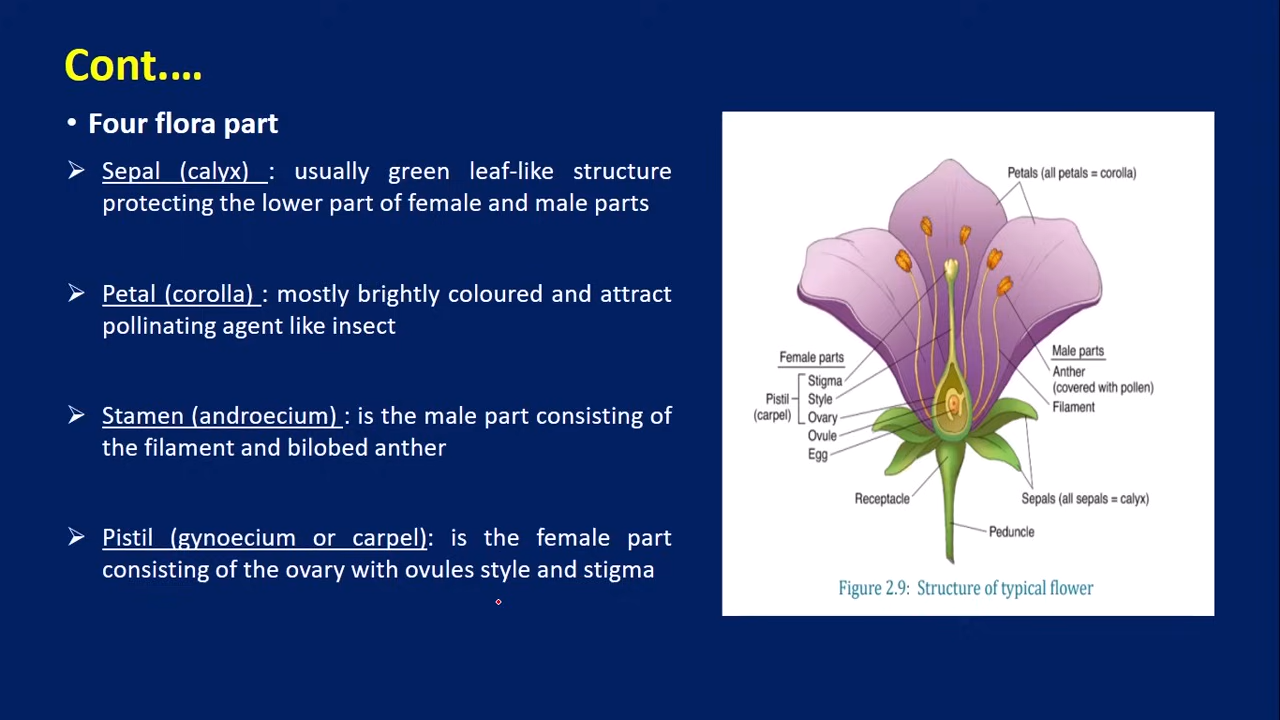 Cont....
• Four flora part
➢ Sepal (calyx) : usually green leaf-like structure
protecting the lower part of female and male parts
➢ Petal (corolla) : mostly brightly coloured and attract
pollinating agent like insect
➢ Stamen (androecium) : is the male part consisting of
the filament and bilobed anther
➢ Pistil (gynoecium or carpel): is the female part
consisting of the ovary with ovules style and stigma
Petals (all petals = corolla)
Female parts
Stigma
Pistil
(carpel)
Style
Ovary
Ovule
Egg
Male parts
Anther
(covered with pollen)
Filament
Receptacle
Sepals (all sepals = calyx)
Peduncle
Figure 2.9: Structure of typical flower